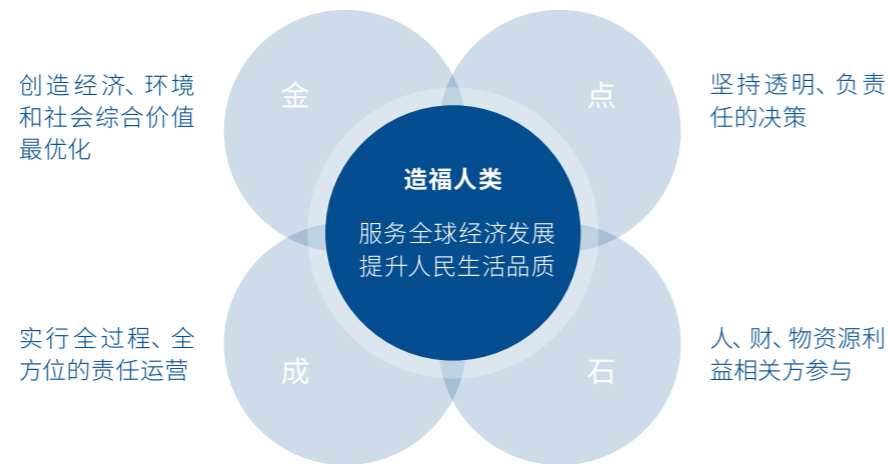 创造经济、环境
和社会综合价值
最优化
金
点
坚持透明、负责
任的决策
造福人类
服务全球经济发展
提升人民生活品质
实行全过程、全
方位的责任运营
成
石
人、财、物资源利
益相关方参与